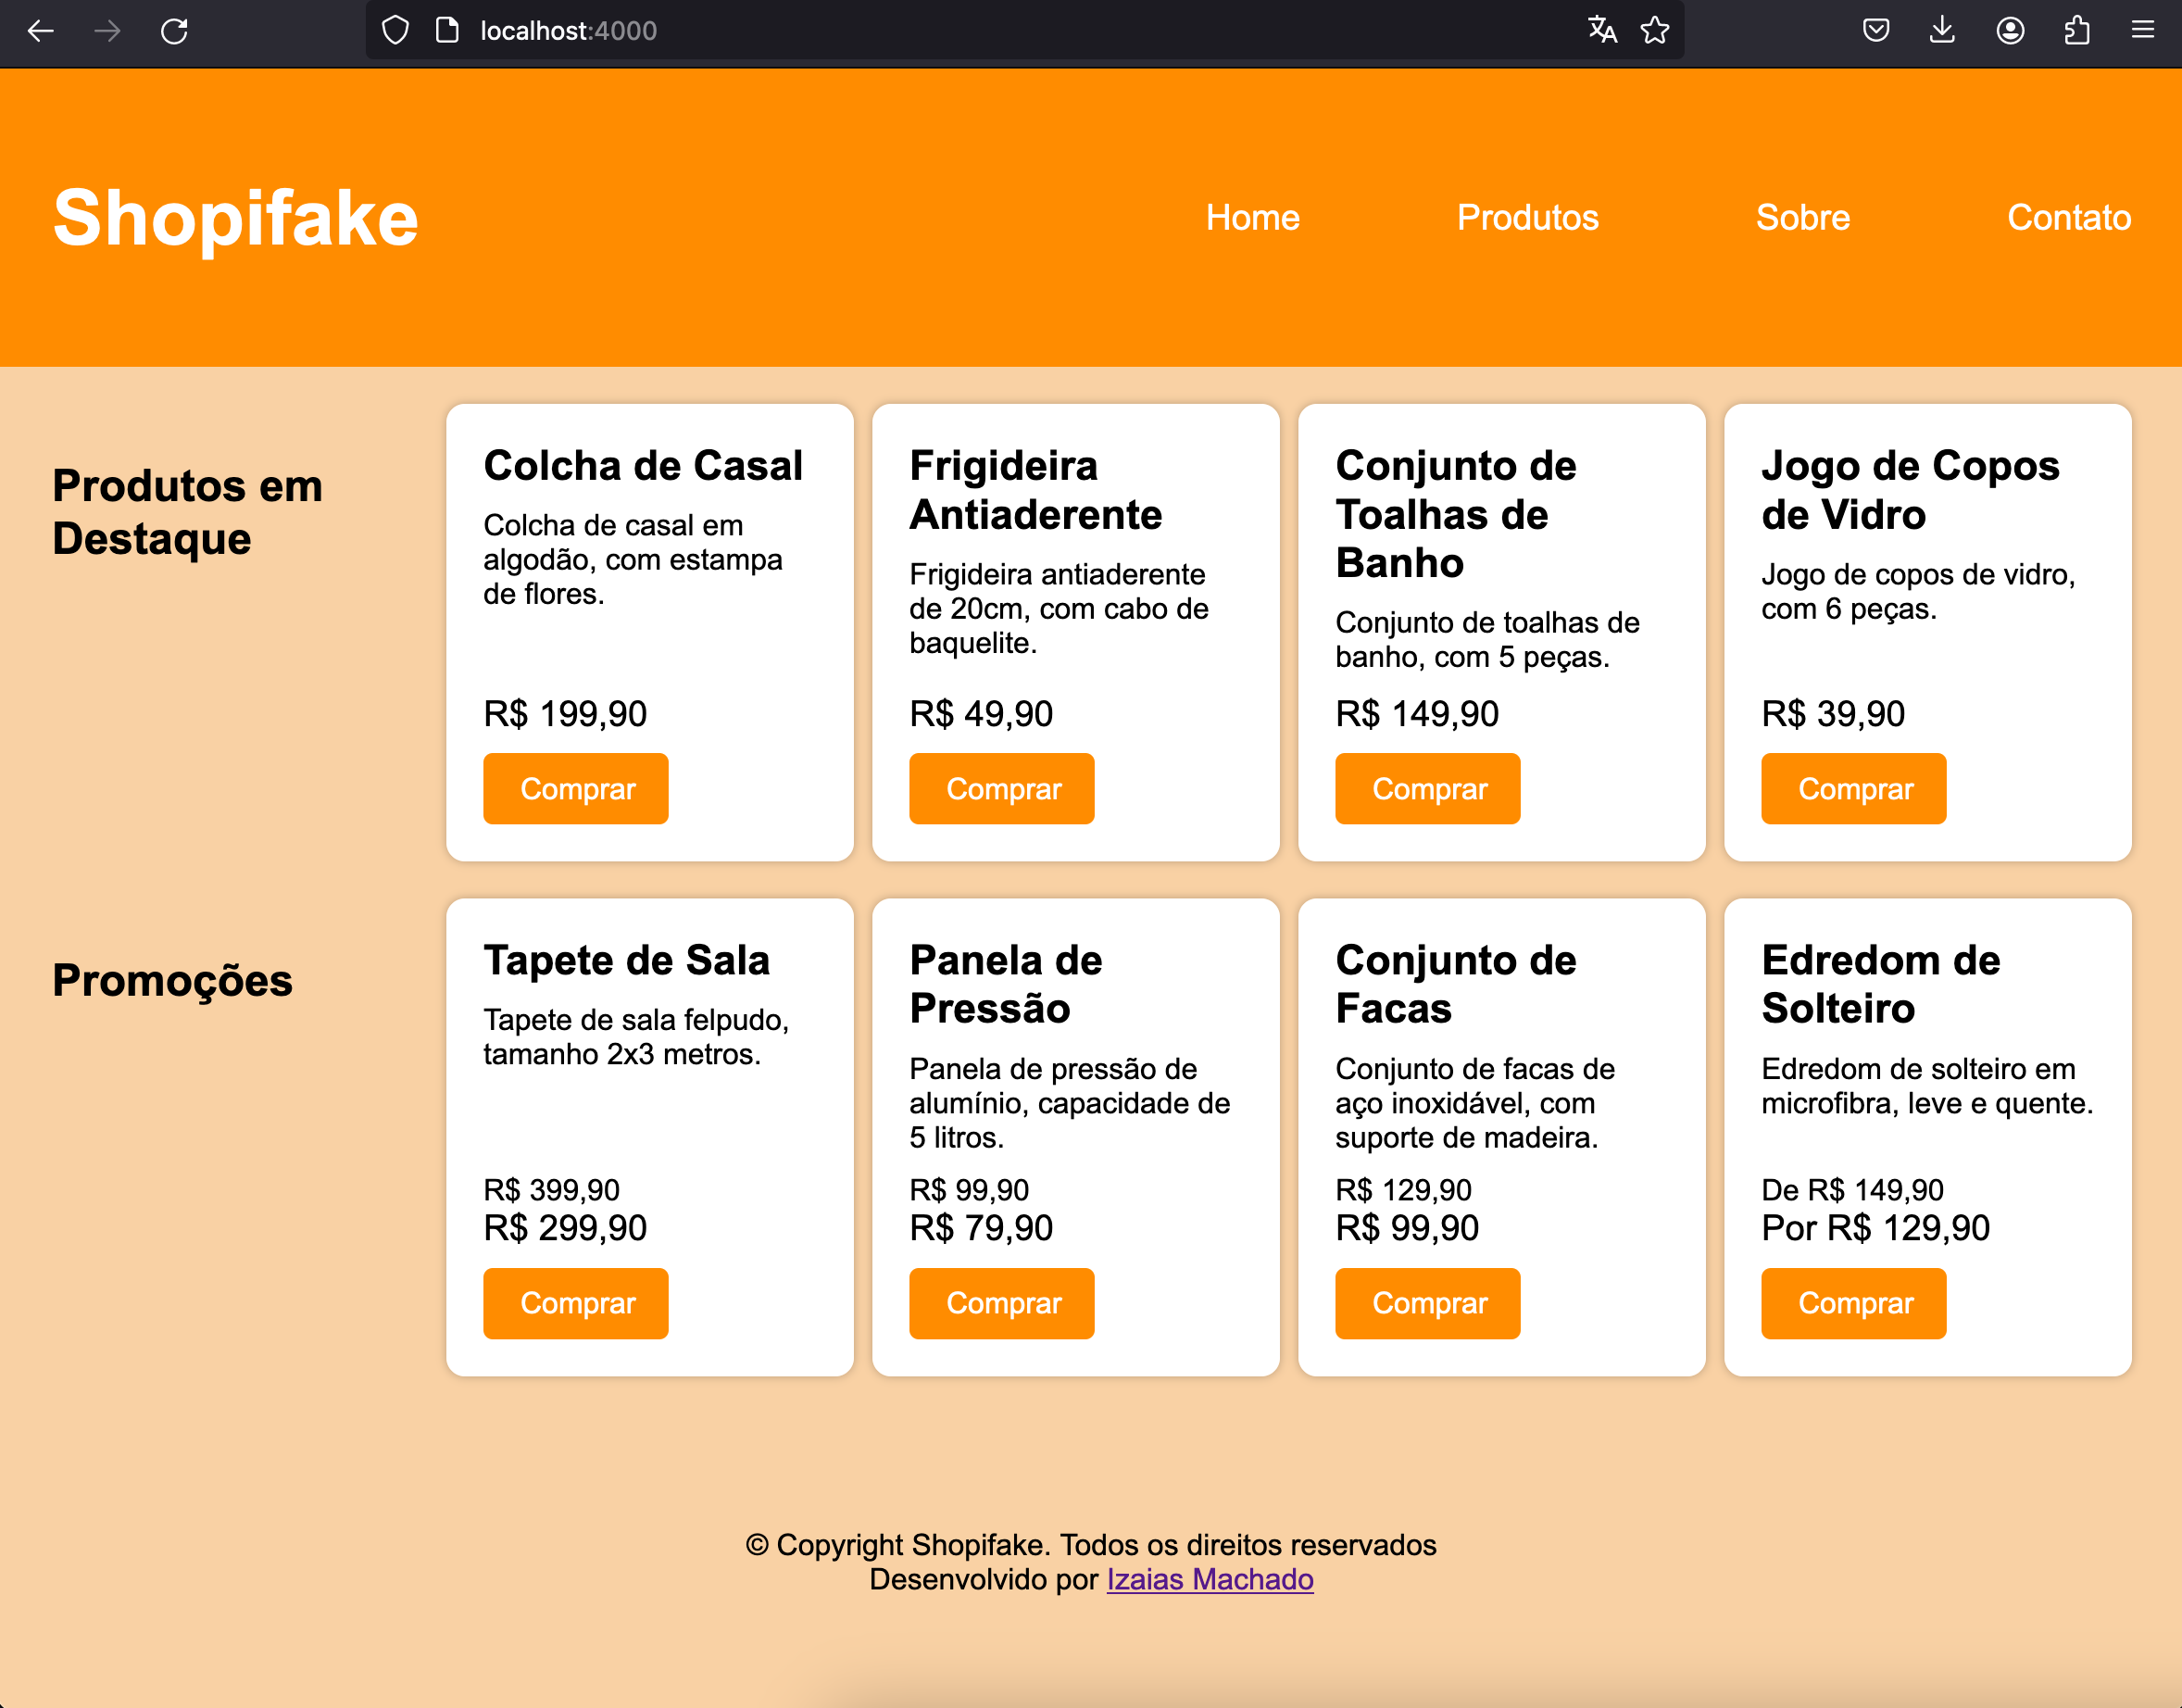 localhost:4000
Shopifake
Home
Produtos
Sobre
Contato
Produtos em
Destaque
Colcha de Casal
Colcha de casal em
algodão, com estampa
de flores.
R$ 199,90
Comprar
Frigideira
Antiaderente
Frigideira antiaderente
de 20cm, com cabo de
baquelite.
R$ 49,90
Comprar
Conjunto de
Toalhas de
Banho
Conjunto de toalhas de
banho, com 5 peças.
R$ 149,90
Comprar
Jogo de Copos
de Vidro
Jogo de copos de vidro,
com 6 peças.
R$ 39,90
Comprar
Promoções
Tapete de Sala
Tapete de sala felpudo,
tamanho 2x3 metros.
R$ 399,90
R$ 299,90
Comprar
Panela de
Pressão
Panela de pressão de
alumínio, capacidade de
5 litros.
R$ 99,90
R$ 79,90
Comprar
Conjunto de
Facas
Conjunto de facas de
aço inoxidável, com
suporte de madeira.
R$ 129,90
R$ 99,90
Comprar
Edredom de
Solteiro
Edredom de solteiro em
microfibra, leve e quente.
De R$ 149,90
Por R$ 129,90
Comprar
© Copyright Shopifake. Todos os direitos reservados
Desenvolvido por Izaias Machado